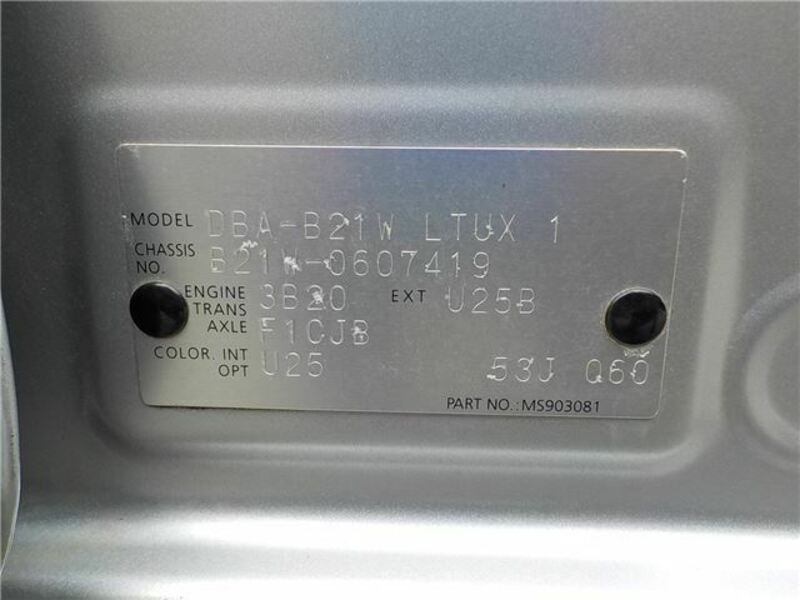 MODEL DBA-B21W LTUX 1
CHASSIS NO. B21W-0607419
ENGINE 3B20 EXT U25B
TRANS AXLE F1CJB
COLOR. INT OPT U25 53J Q60
PART NO.:MS903081